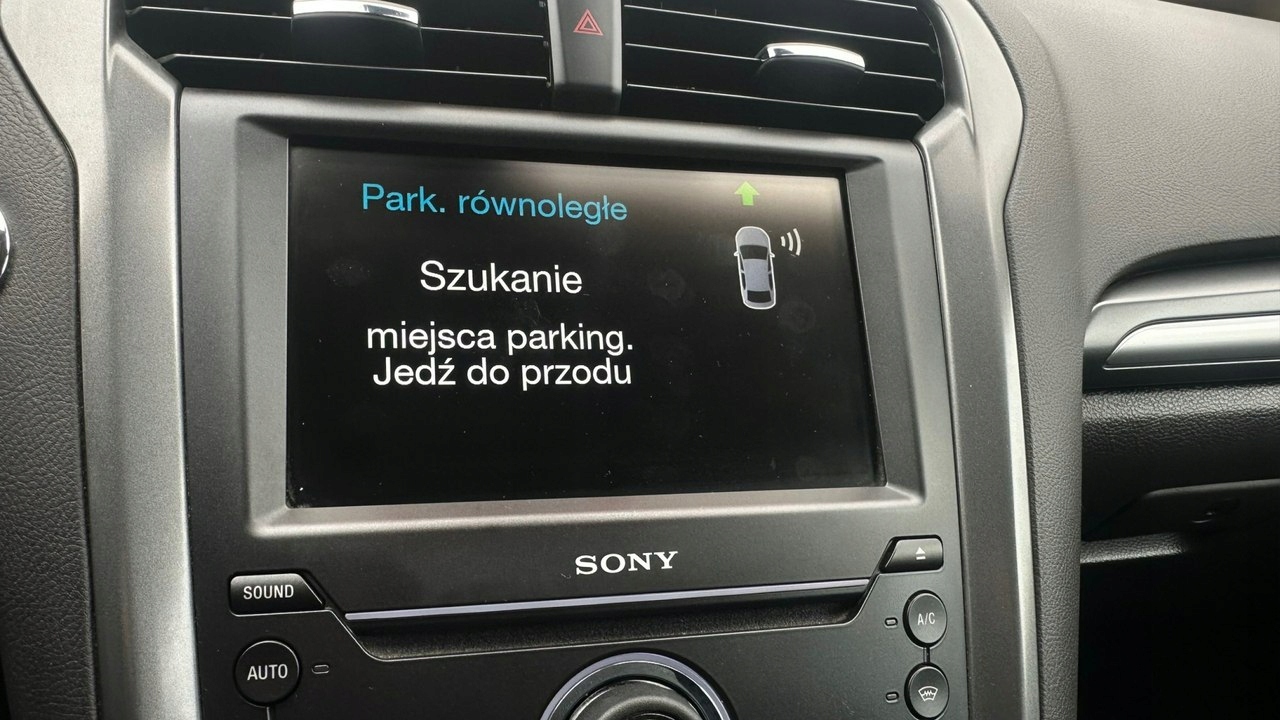 Park. równoległe
Szukanie
miejsca parking.
Jedź do przodu
SONY
SOUND
A/C
AUTO